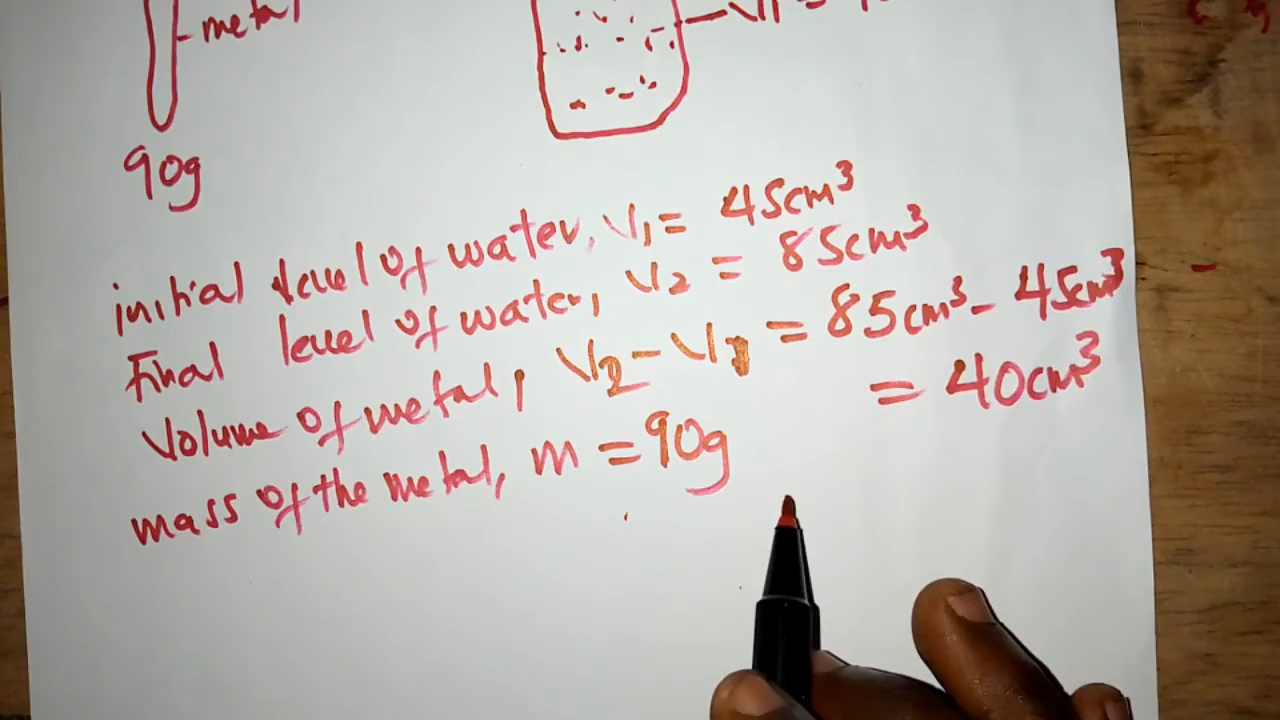 metal
90g
initial level of water, V₁ = 45cm³
Final level of water, V₂ = 85cm³
Volume of metal, V₂ - V₁ = 85cm³ - 45cm³
= 40cm³
mass of the metal, m = 90g